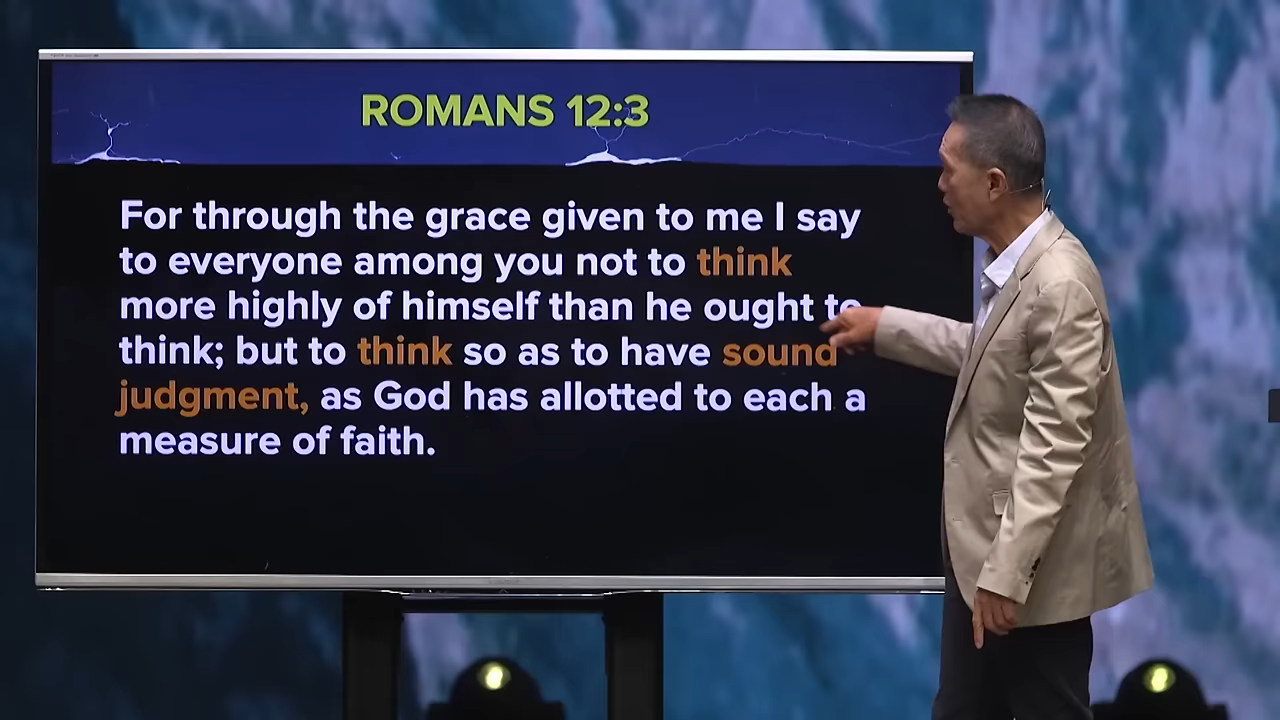 ROMANS 12:3
For through the grace given to me I say
to everyone among you not to think
more highly of himself than he ought to
think; but to think so as to have sound
judgment, as God has allotted to each a
measure of faith.